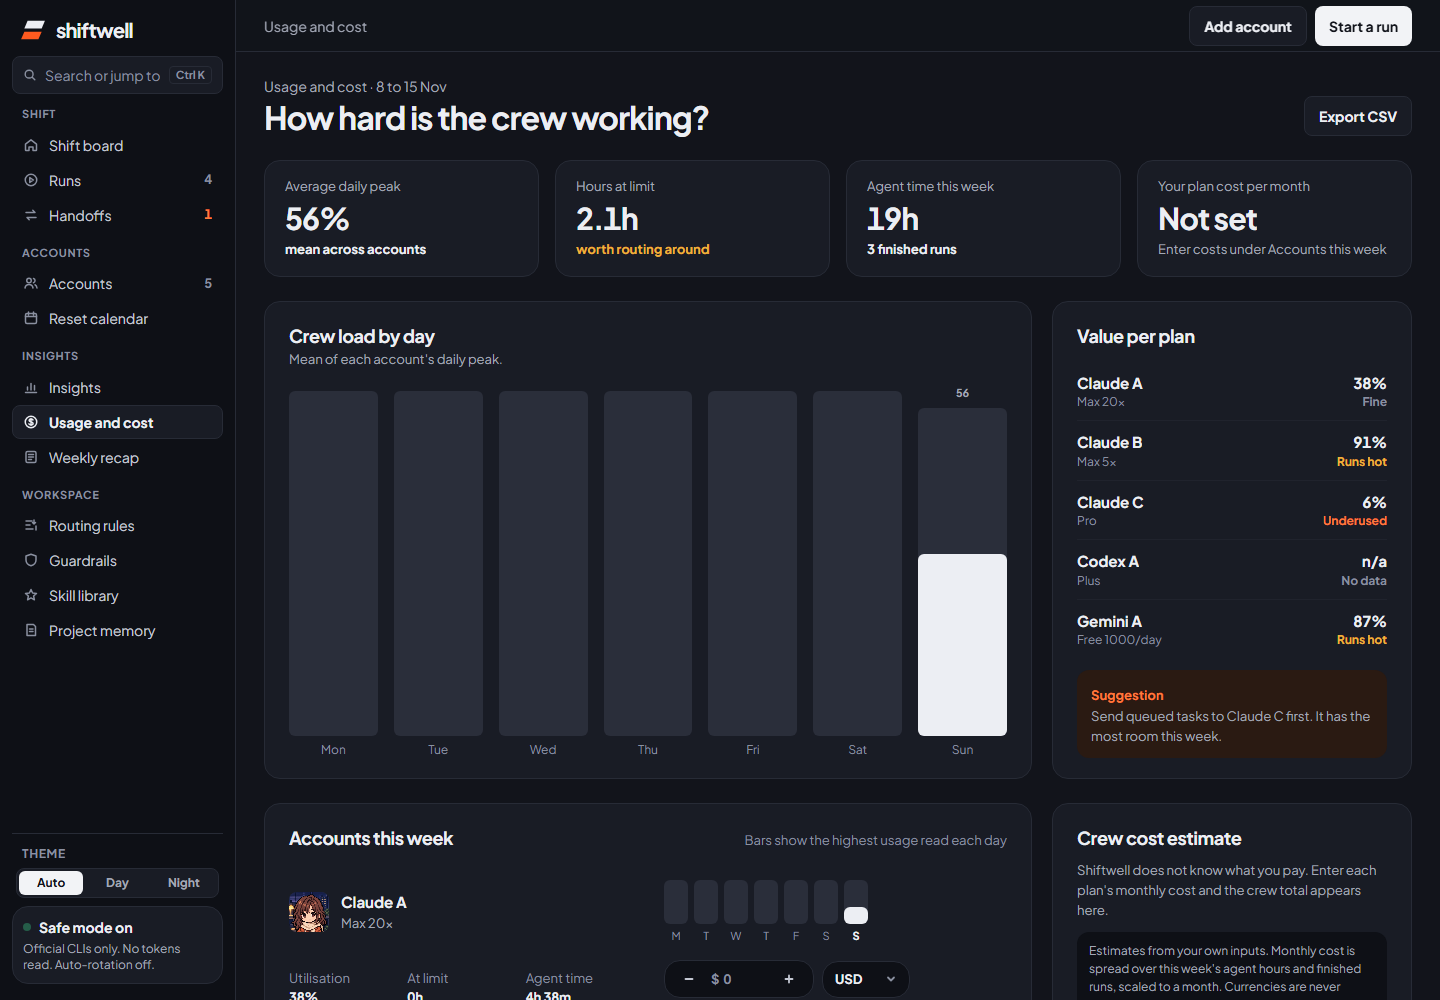 shiftwell
Search or jump to
Ctrl K
SHIFT
Shift board
Runs
4
Handoffs
1
ACCOUNTS
Accounts
5
Reset calendar
INSIGHTS
Insights
Usage and cost
Weekly recap
WORKSPACE
Routing rules
Guardrails
Skill library
Project memory
THEME
Auto
Day
Night
Safe mode on
Official CLIs only. No tokens
read. Auto-rotation off.
Usage and cost
Add account
Start a run
Usage and cost · 8 to 15 Nov
How hard is the crew working?
Export CSV
Average daily peak
56%
mean across accounts
Hours at limit
2.1h
worth routing around
Agent time this week
19h
3 finished runs
Your plan cost per month
Not set
Enter costs under Accounts this week
Crew load by day
Mean of each account's daily peak.
56
Mon
Tue
Wed
Thu
Fri
Sat
Sun
Value per plan
Claude A
38%
Max 20×
Fine
Claude B
91%
Max 5×
Runs hot
Claude C
6%
Pro
Underused
Codex A
n/a
Plus
No data
Gemini A
87%
Free 1000/day
Runs hot
Suggestion
Send queued tasks to Claude C first. It has the
most room this week.
Accounts this week
Bars show the highest usage read each day
Claude A
Max 20×
M
T
W
T
F
S
S
Utilisation
At limit
Agent time
38%
0h
4h 38m
−
$ 0
+
USD
Crew cost estimate
Shiftwell does not know what you pay. Enter each
plan's monthly cost and the crew total appears
here.
Estimates from your own inputs. Monthly cost is
spread over this week's agent hours and finished
runs, scaled to a month. Currencies are never